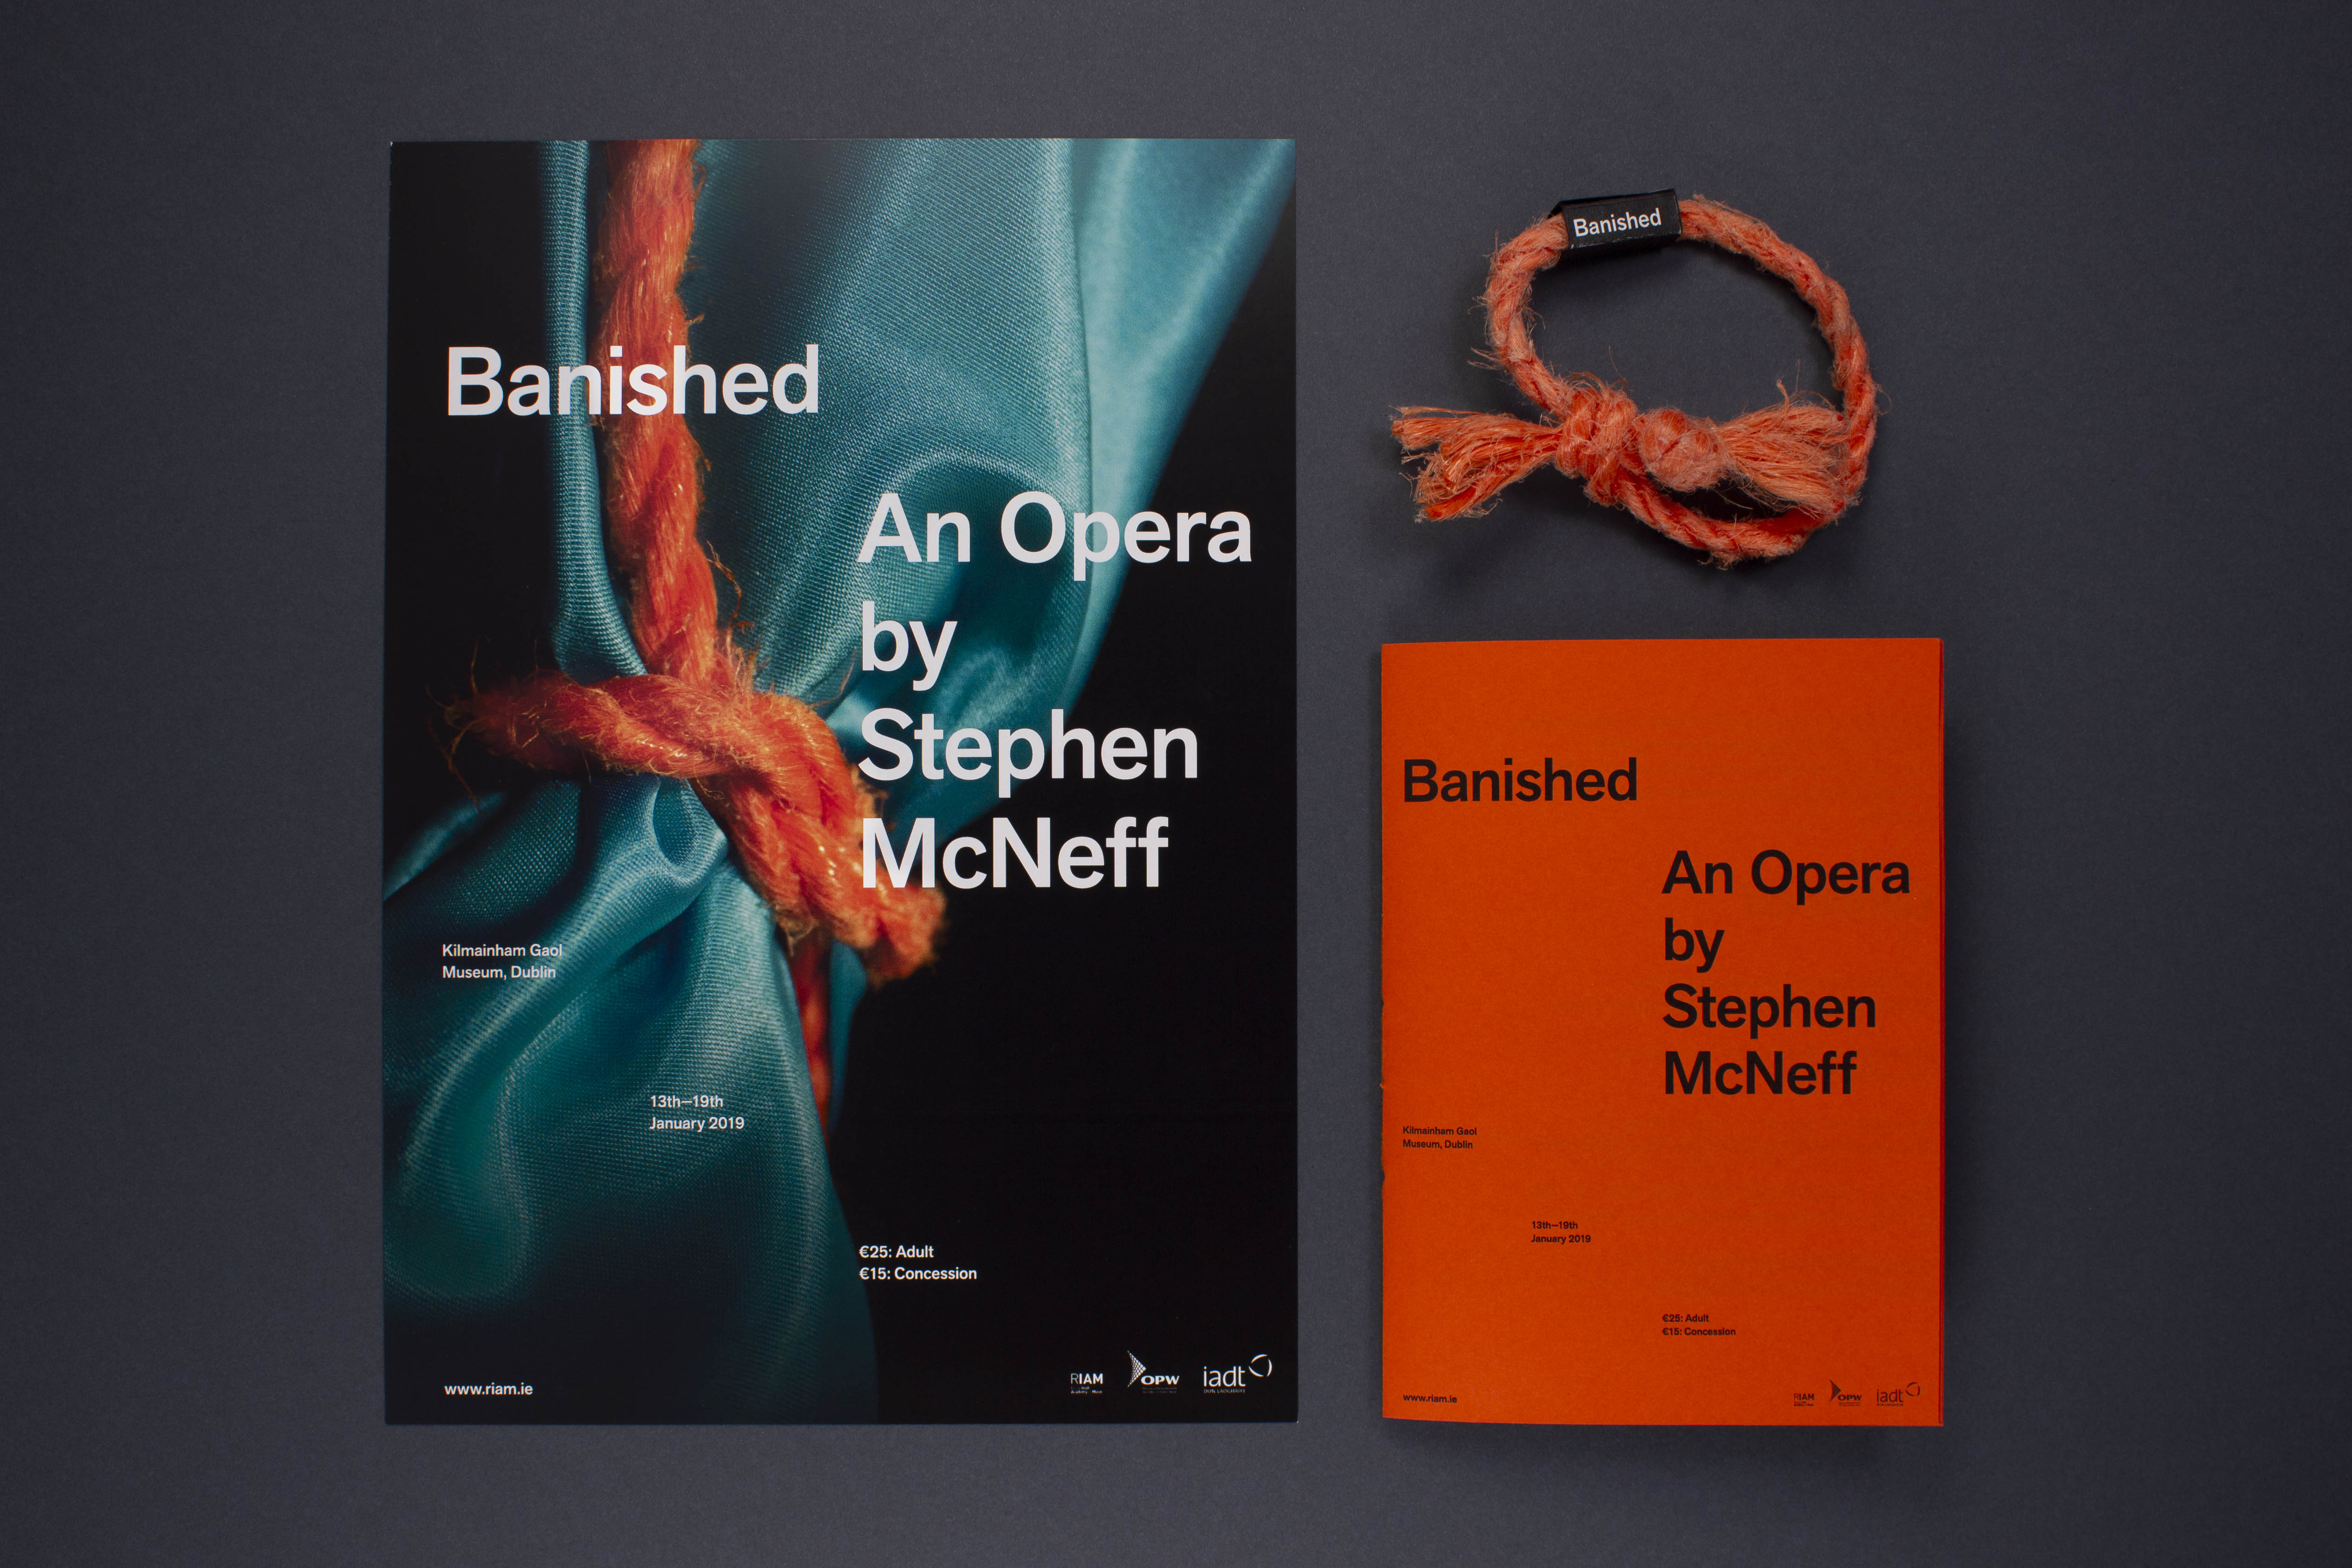 Banished
An Opera
by
Stephen
McNeff
Kilmainham Gaol
Museum, Dublin
13th–19th
January 2019
€25: Adult
€15: Concession
www.riam.ie
RIAM
OPW
iadt
Banished
Banished
An Opera
by
Stephen
McNeff
Kilmainham Gaol
Museum, Dublin
13th–19th
January 2019
€25: Adult
€15: Concession
www.riam.ie
RIAM
OPW
iadt